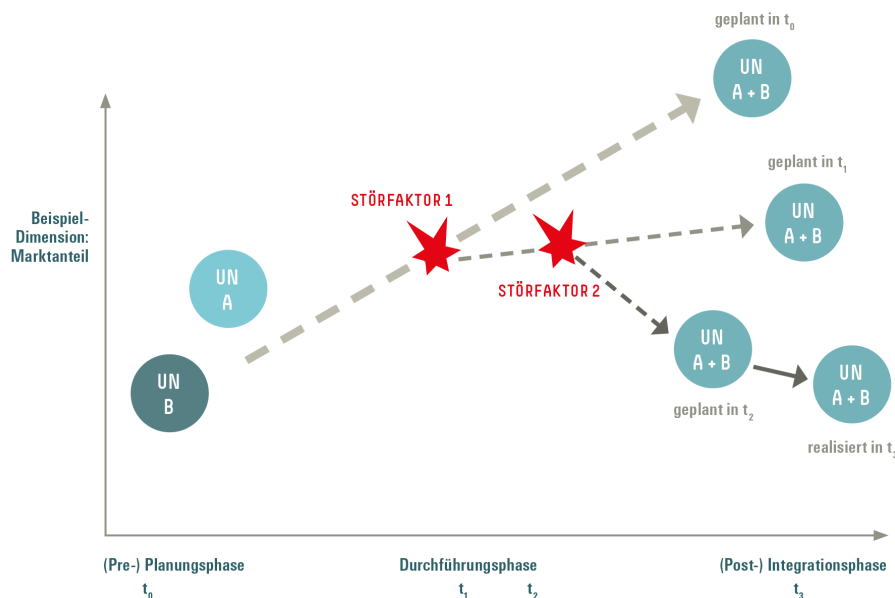 geplant in t₀
UN
A + B
geplant in t₁
UN
A + B
STÖRFAKTOR 1
Beispiel-
Dimension:
Marktanteil
UN
A
STÖRFAKTOR 2
UN
B
UN
A + B
UN
A + B
geplant in t₂
realisiert in t
(Pre-) Planungsphase
t₀
Durchführungsphase
t₁ t₂
(Post-) Integrationsphase
t₃